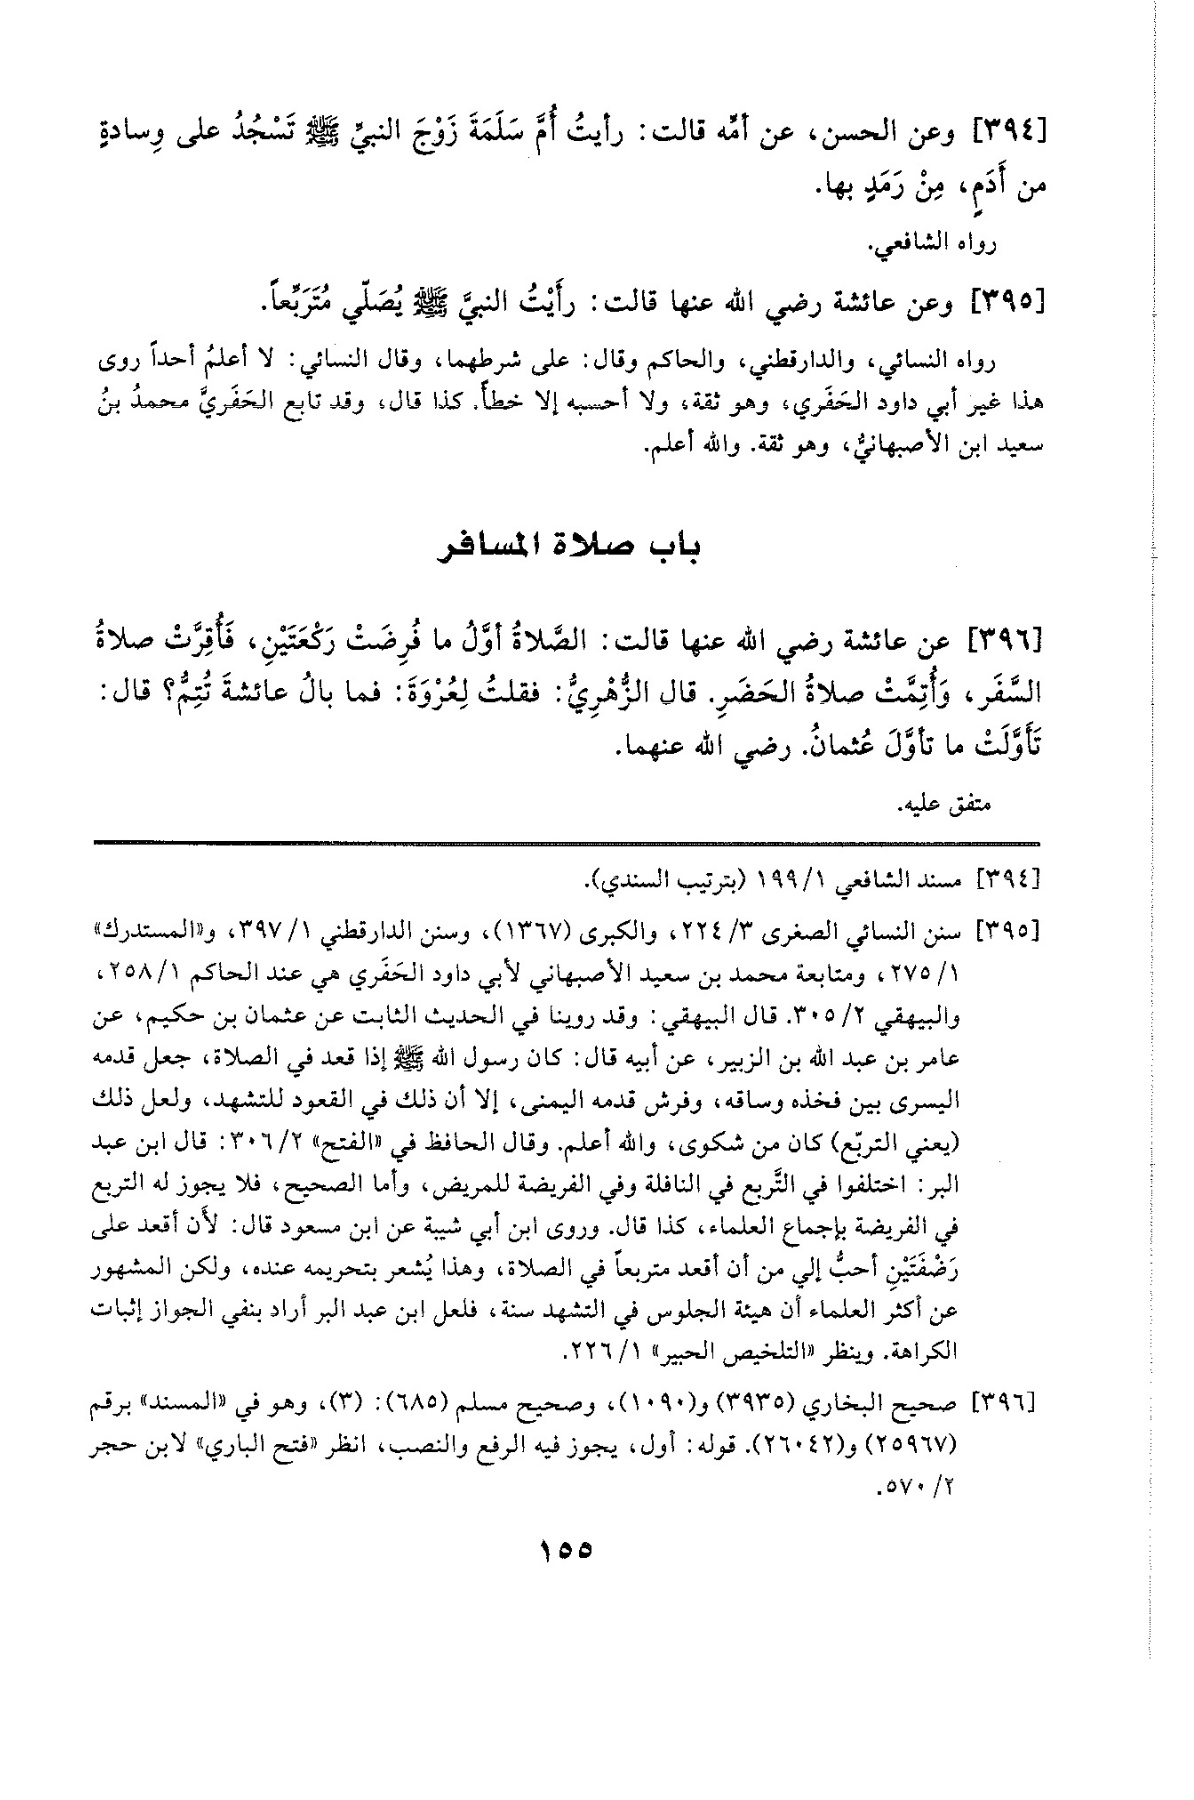 [٣٩٤] وعن الحسن، عن أمّه قالت: رأيتُ أُمَّ سَلَمَةَ زَوْجَ النبيِّ ﷺ تَسْجُدُ على وِسادةٍ
من أَدَمٍ، مِنْ رَمَدٍ بها.
رواه الشافعي.
[٣٩٥] وعن عائشة رضي الله عنها قالت: رأَيْتُ النبيَّ ﷺ يُصَلّي مُتَرَبِّعاً.
رواه النسائي، والدارقطني، والحاكم وقال: على شرطهما، وقال النسائي: لا أعلمُ أحداً روى
هذا غير أبي داود الحَفَري، وهو ثقة، ولا أحسبه إلا خطأً. كذا قال، وقد تابع الحَفَريَّ محمدُ بنُ
سعيد ابن الأصبهانيُّ، وهو ثقة. والله أعلم.
باب صلاة المسافر
[٣٩٦] عن عائشة رضي الله عنها قالت: الصَّلاةُ أوَّلُ ما فُرِضَتْ رَكْعَتَيْنِ، فَأُقِرَّتْ صلاةُ
السَّفَر، وَأُتِمَّتْ صلاةُ الحَضَرِ. قال الزُّهْرِيُّ: فقلتُ لِعُرْوَةَ: فما بالُ عائشةَ تُتِمُّ؟ قال:
تَأَوَّلَتْ ما تأوَّلَ عُثمانُ. رضي الله عنهما.
متفق عليه.
[٣٩٤] مسند الشافعي ١/ ١٩٩ (بترتيب السندي).
[٣٩٥] سنن النسائي الصغرى ٣/ ٢٢٤، والكبرى (١٣٦٧)، وسنن الدارقطني ١/ ٣٩٧، و«المستدرك»
١/ ٢٧٥، ومتابعة محمد بن سعيد الأصبهاني لأبي داود الحَفَري هي عند الحاكم ١/ ٢٥٨،
والبيهقي ٢/ ٣٠٥. قال البيهقي: وقد روينا في الحديث الثابت عن عثمان بن حكيم، عن
عامر بن عبد الله بن الزبير، عن أبيه قال: كان رسول الله ﷺ إذا قعد في الصلاة، جعل قدمه
اليسرى بين فخذه وساقه، وفرش قدمه اليمنى، إلا أن ذلك في القعود للتشهد، ولعل ذلك
(يعني التربّع) كان من شكوى، والله أعلم. وقال الحافظ في «الفتح» ٢/ ٣٠٦: قال ابن عبد
البر: اختلفوا في التَّربع في النافلة وفي الفريضة للمريض، وأما الصحيح، فلا يجوز له التربع
في الفريضة بإجماع العلماء، كذا قال. وروى ابن أبي شيبة عن ابن مسعود قال: لأَن أقعد على
رَضْفَتَيْنِ أحبُّ إلي من أن أقعد متربعاً في الصلاة، وهذا يُشعر بتحريمه عنده، ولكن المشهور
عن أكثر العلماء أن هيئة الجلوس في التشهد سنة، فلعل ابن عبد البر أراد بنفي الجواز إثبات
الكراهة. وينظر «التلخيص الحبير» ١/ ٢٢٦.
[٣٩٦] صحيح البخاري (٣٩٣٥) و(١٠٩٠)، وصحيح مسلم (٦٨٥): (٣)، وهو في «المسند» برقم
(٢٥٩٦٧) و(٢٦٠٤٢). قوله: أول، يجوز فيه الرفع والنصب، انظر «فتح الباري» لابن حجر
٢/ ٥٧٠.
١٥٥